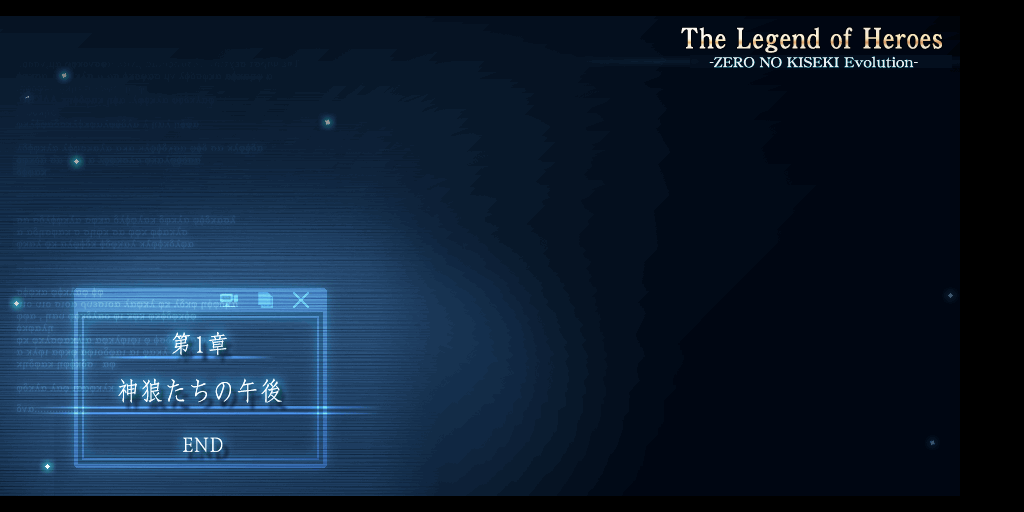 The Legend of Heroes
-ZERO NO KISEKI Evolution-
第1章
神狼たちの午後
END